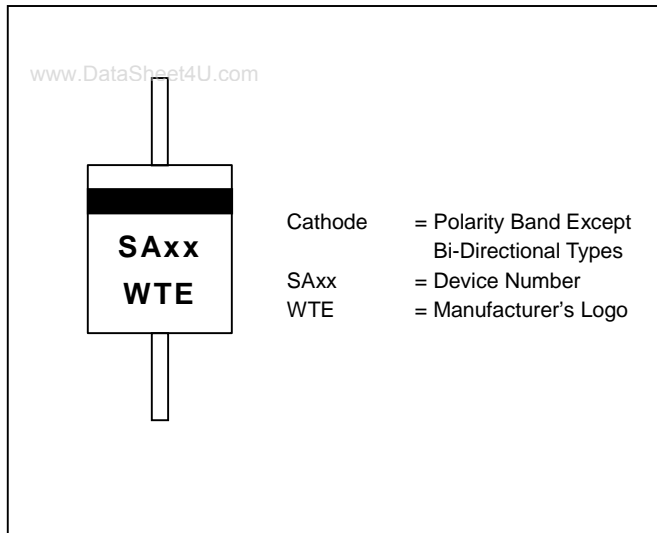 www.DataSheet4U.com
SAxx
WTE
Cathode = Polarity Band Except
Bi-Directional Types
SAxx = Device Number
WTE = Manufacturer's Logo